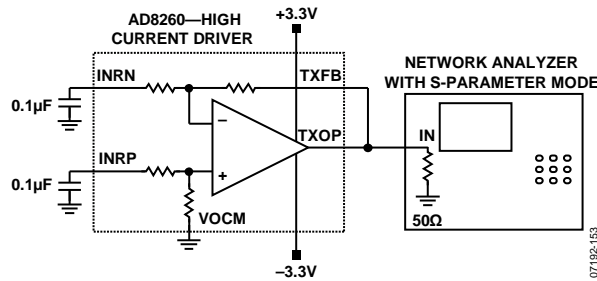 AD8260—HIGH
CURRENT DRIVER
+3.3V
INRN
TXFB
0.1µF
NETWORK ANALYZER
WITH S-PARAMETER MODE
–
TXOP
IN
INRP
+
0.1µF
VOCM
50Ω
–3.3V
07192-153